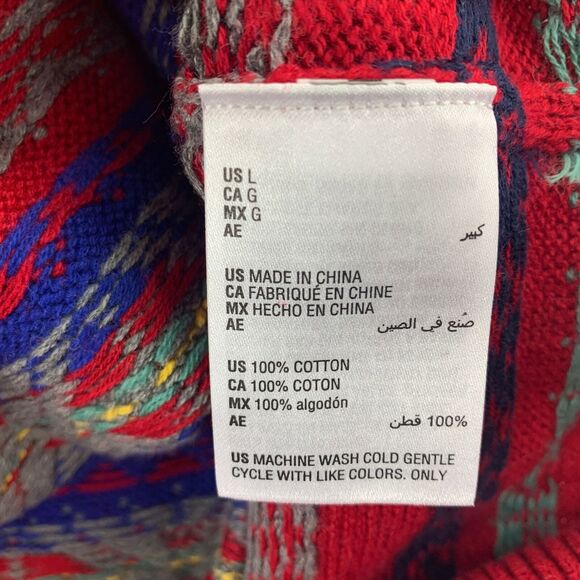 US L
CA G
MX G
AE كبير
US MADE IN CHINA
CA FABRIQUÉ EN CHINE
MX HECHO EN CHINA
AE صُنع في الصين
US 100% COTTON
CA 100% COTON
MX 100% algodón
AE 100% قطن
US MACHINE WASH COLD GENTLE
CYCLE WITH LIKE COLORS. ONLY